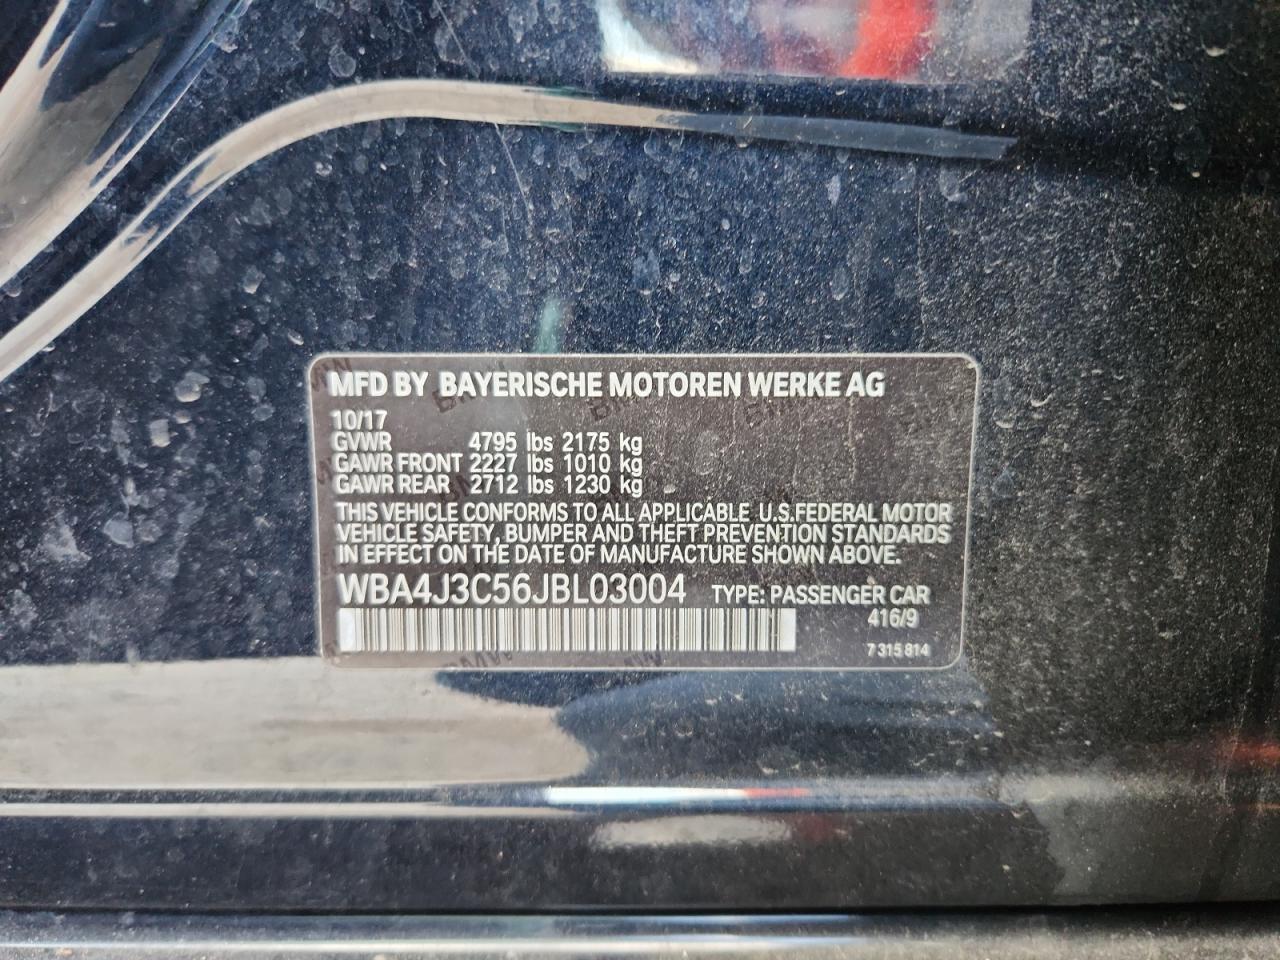 MFD BY BAYERISCHE MOTOREN WERKE AG
10/17
GVWR 4795 lbs 2175 kg
GAWR FRONT 2227 lbs 1010 kg
GAWR REAR 2712 lbs 1230 kg
THIS VEHICLE CONFORMS TO ALL APPLICABLE U.S.FEDERAL MOTOR
VEHICLE SAFETY, BUMPER AND THEFT PREVENTION STANDARDS
IN EFFECT ON THE DATE OF MANUFACTURE SHOWN ABOVE.
WBA4J3C56JBL03004 TYPE: PASSENGER CAR
416/9
7 315 814